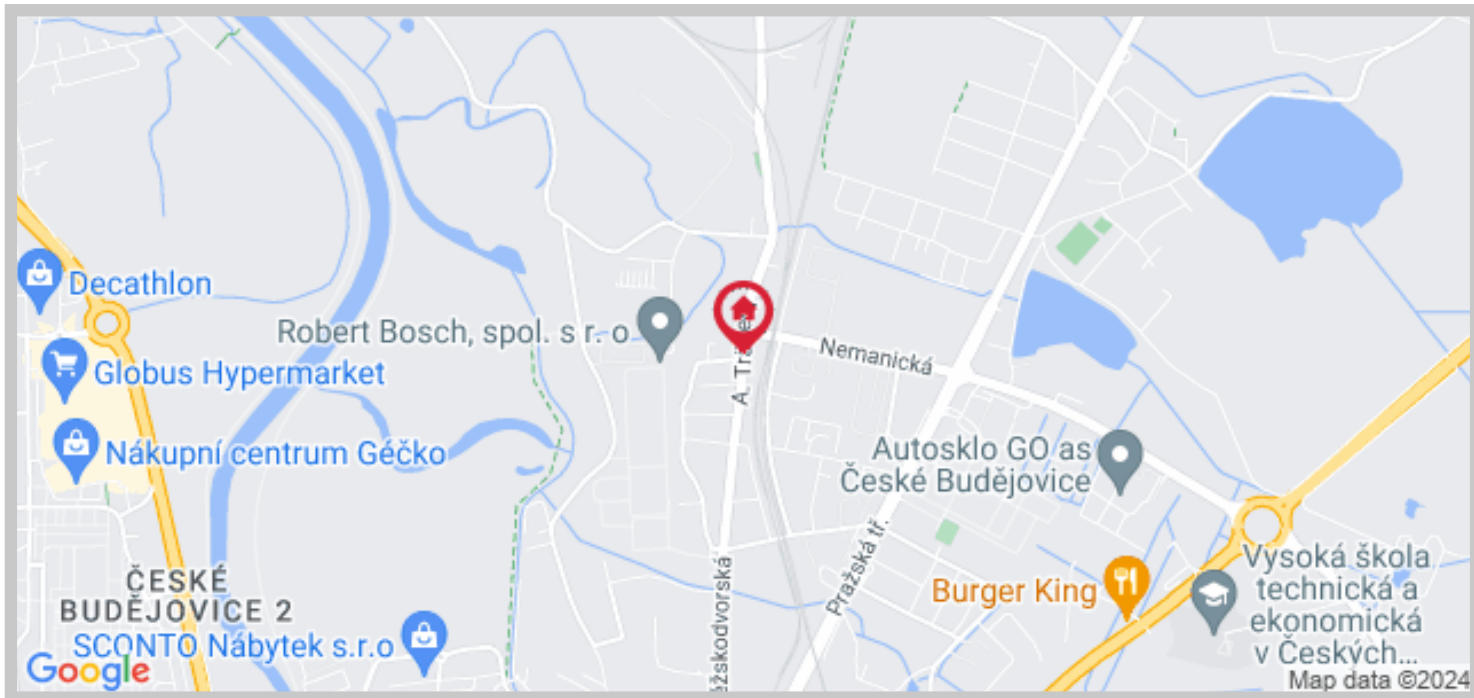 Decathlon
Robert Bosch, spol. s r. o
Nemanická
Globus Hypermarket
A.
Nákupní centrum Géčko
Autosklo GO as
České Budějovice
ČESKÉ
BUDĚJOVICE 2
SCONTO Nábytek s.r.o
Pražská tř.
Burger King
Vysoká škola
technická a
ekonomická
v Českých...
Google
Map data ©2024